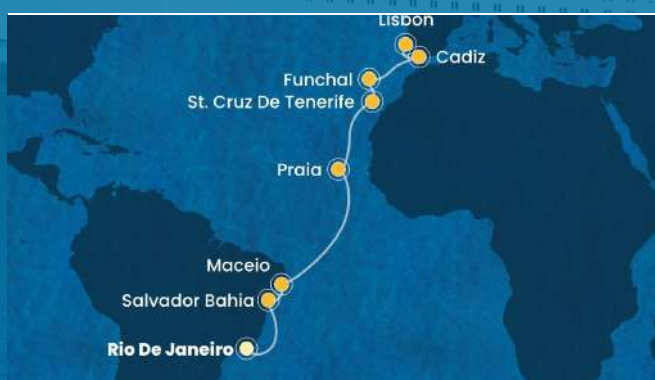 Lisbon
Cadiz
Funchal
St. Cruz De Tenerife
Praia
Maceio
Salvador Bahia
Rio De Janeiro